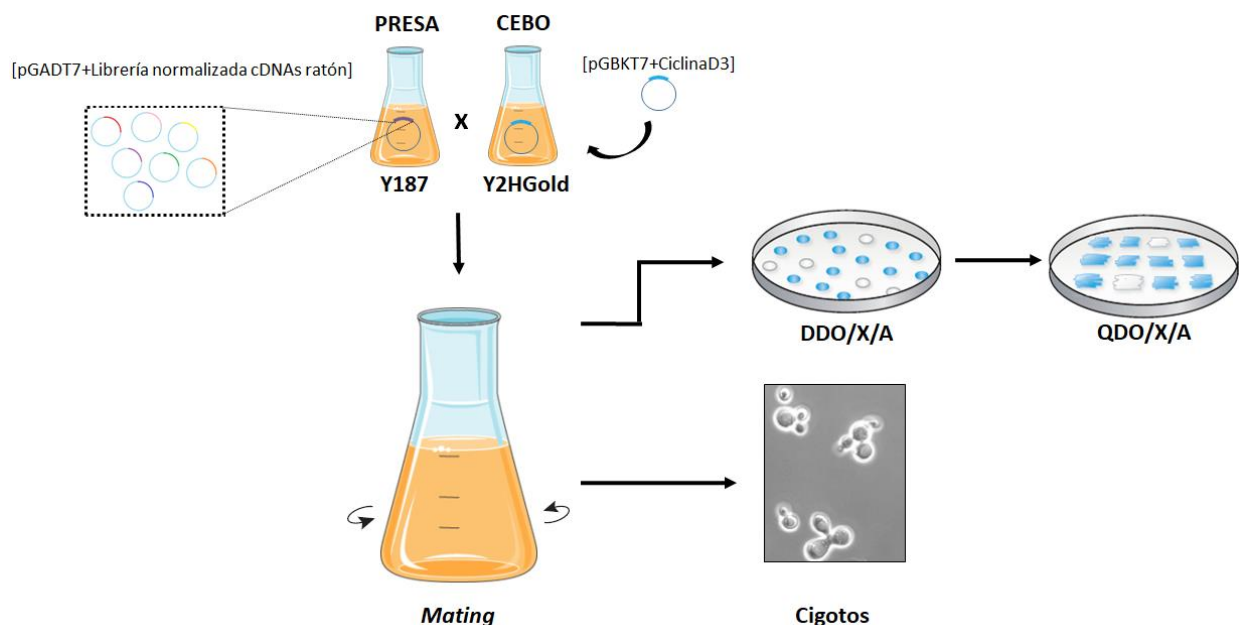 PRESA
CEBO
[pGADT7+Librería normalizada cDNAs ratón]
[pGBKT7+CiclinaD3]
X
Y187
Y2HGold
DDO/X/A
QDO/X/A
Mating
Cigotos